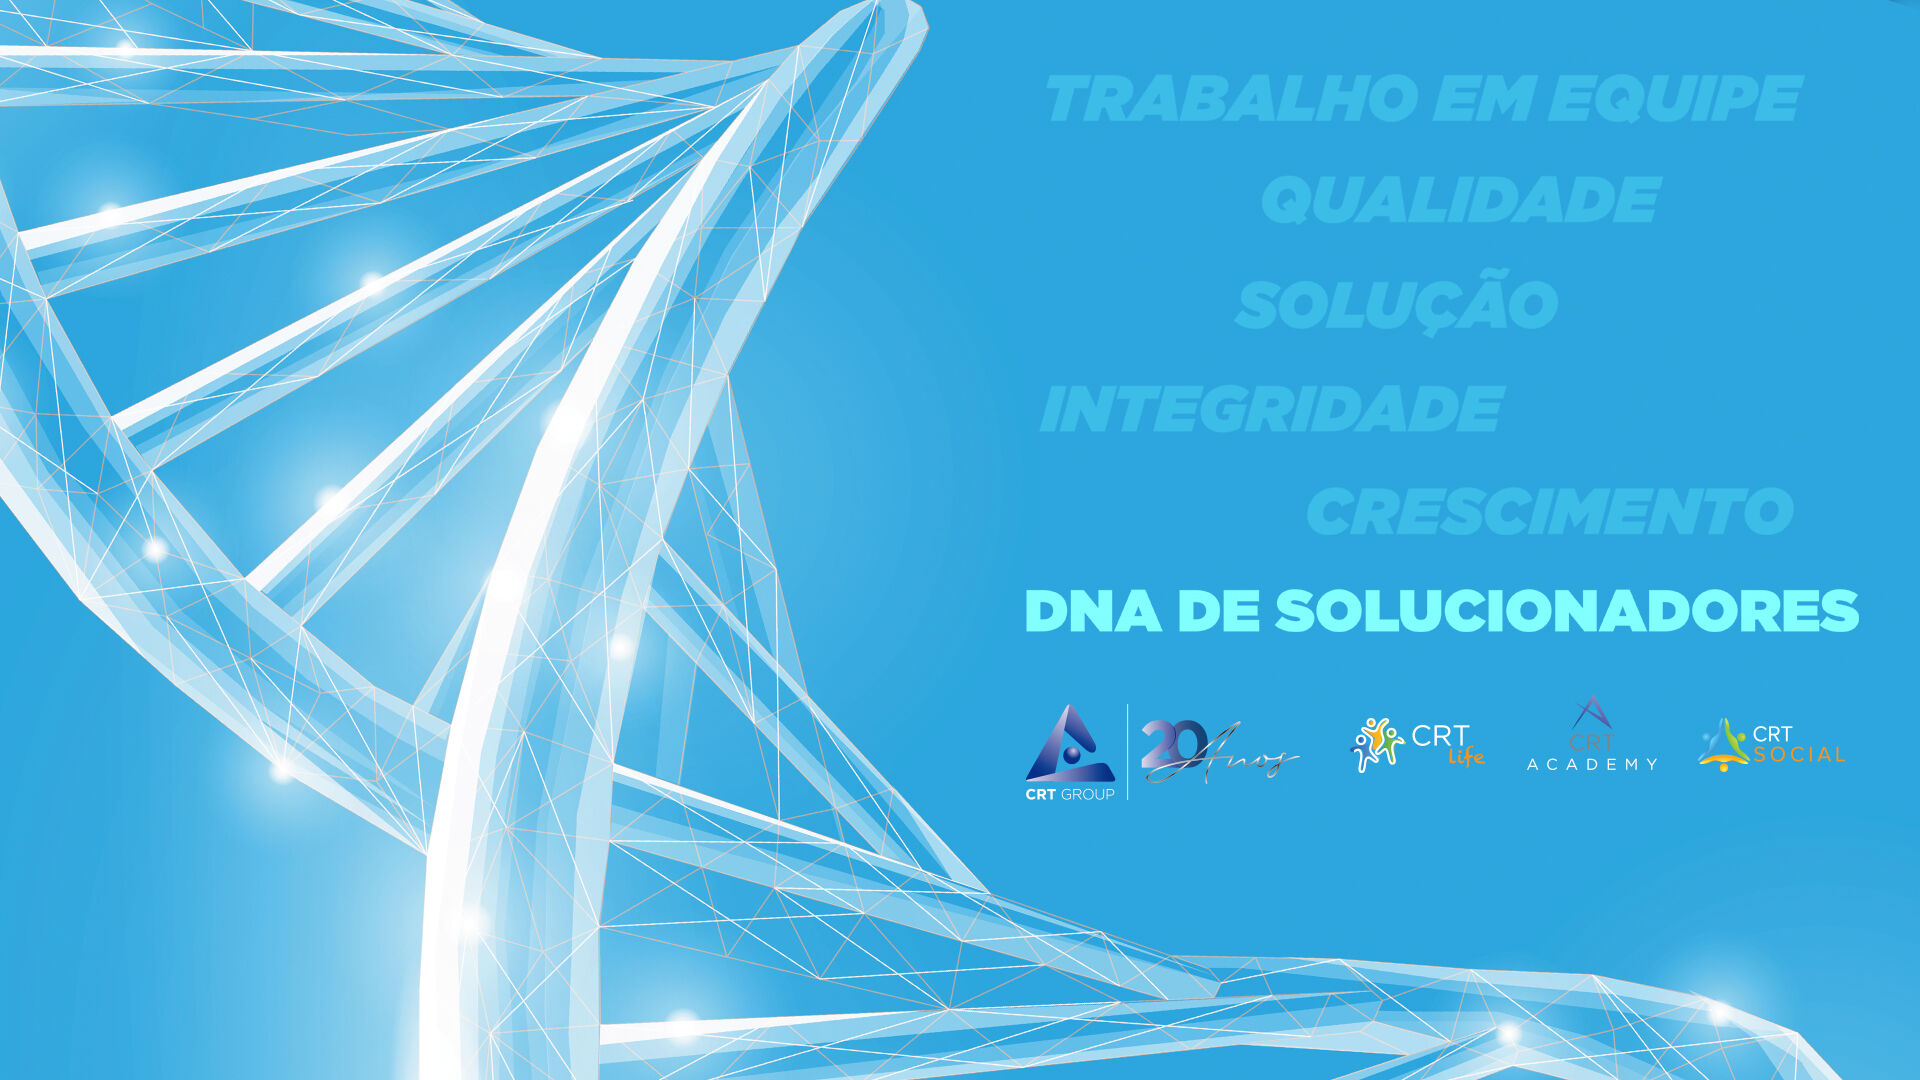 TRABALHO EM EQUIPE
QUALIDADE
SOLUÇÃO
INTEGRIDADE
CRESCIMENTO
DNA DE SOLUCIONADORES
CRT GROUP
20 Anos
CRT life
CRT ACADEMY
CRT SOCIAL